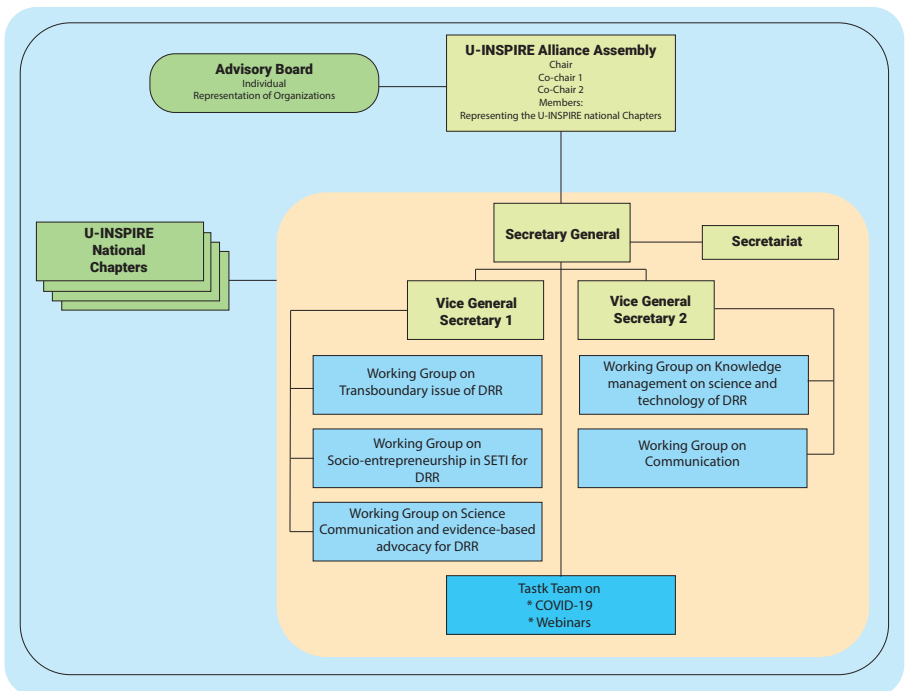 U-INSPIRE Alliance Assembly
Chair
Co-chair 1
Co-Chair 2
Members:
Representing the U-INSPIRE national Chapters
Advisory Board
Individual
Representation of Organizations
U-INSPIRE
National
Chapters
Secretary General
Secretariat
Vice General
Secretary 1
Vice General
Secretary 2
Working Group on
Transboundary issue of DRR
Working Group on
Socio-entrepreneurship in SETI for
DRR
Working Group on Science
Communication and evidence-based
advocacy for DRR
Working Group on Knowledge
management on science and
technology of DRR
Working Group on
Communication
Tastk Team on
* COVID-19
* Webinars